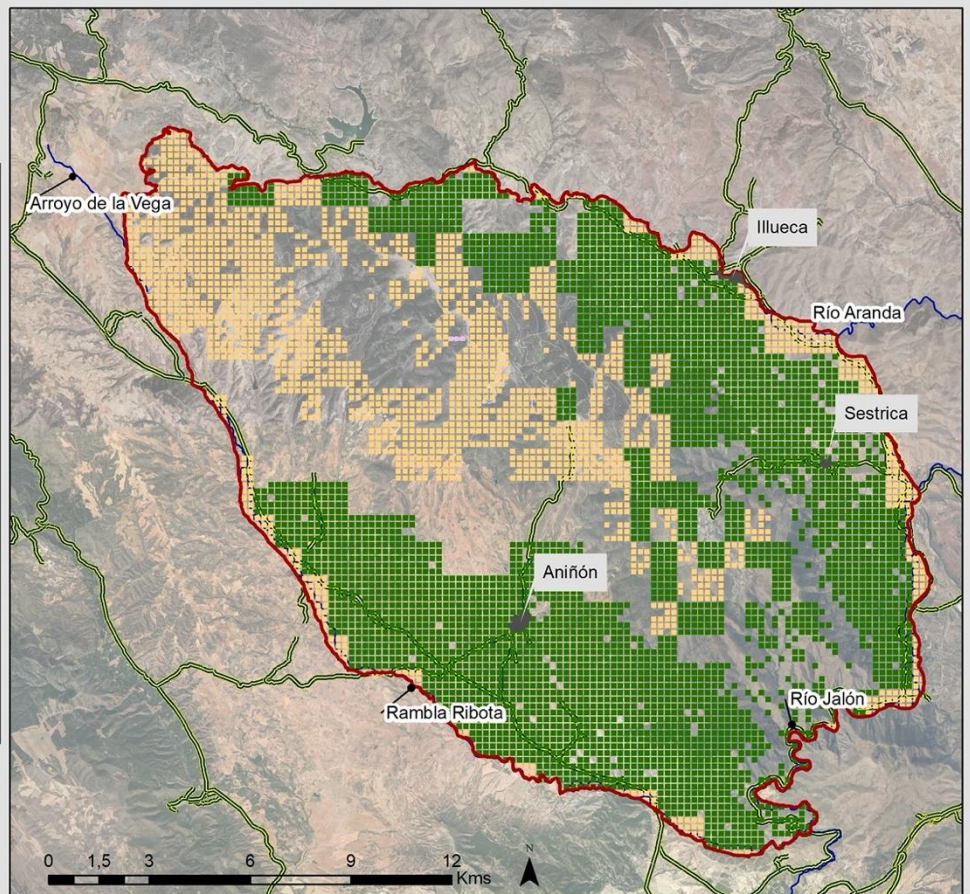 Arroyo de la Vega
Illueca
Río Aranda
Sestrica
Aniñón
Río Jalón
Rambla Ribota
0 1,5 3 6 9 12
Kms
N